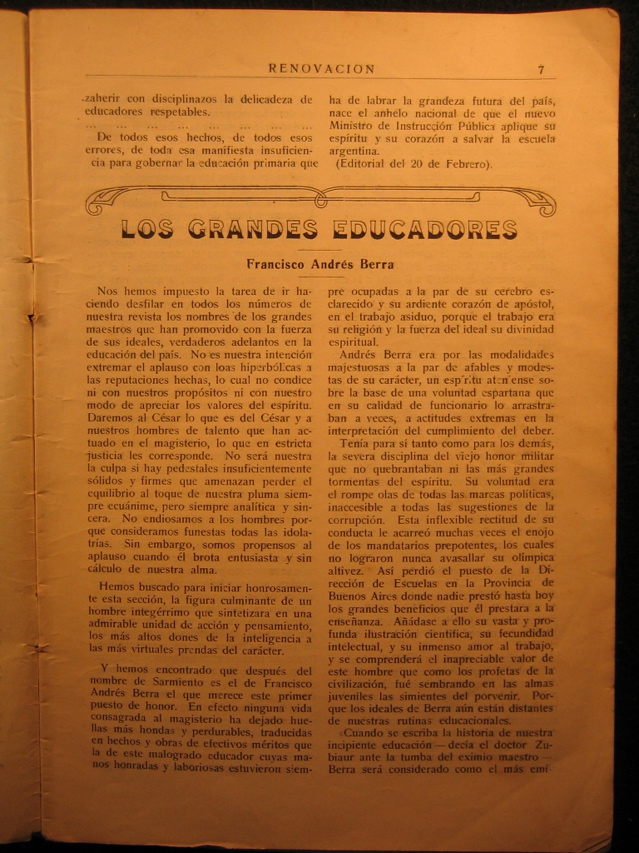 RENOVACION
7
zaherir con disciplinazos la delicadeza de
educadores respetables.
... ... ... ... ... ... ... ...
De todos esos hechos, de todos esos
errores, de toda esa manifiesta insuficien-
cia para gobernar la educación primaria que
ha de labrar la grandeza futura del país,
nace el anhelo nacional de que el nuevo
Ministro de Instrucción Pública aplique su
espíritu y su corazón a salvar la escuela
argentina.
(Editorial del 20 de Febrero).
LOS GRANDES EDUCADORES
Francisco Andrés Berra
Nos hemos impuesto la tarea de ir ha-
ciendo desfilar en todos los números de
nuestra revista los nombres de los grandes
maestros que han promovido con la fuerza
de sus ideales, verdaderos adelantos en la
educación del país. No es nuestra intención
extremar el aplauso con loas hiperbólicas a
las reputaciones hechas, lo cual no condice
ni con nuestros propósitos ni con nuestro
modo de apreciar los valores del espíritu.
Daremos al César lo que es del César y a
nuestros hombres de talento que han ac-
tuado en el magisterio, lo que en estricta
justicia les corresponde. No será nuestra
la culpa si hay pedestales insuficientemente
sólidos y firmes que amenazan perder el
equilibrio al toque de nuestra pluma siem-
pre ecuánime, pero siempre analítica y sin-
cera. No endiosamos a los hombres por-
que consideramos funestas todas las idola-
trías. Sin embargo, somos propensos al
aplauso cuando él brota entusiasta y sin
cálculo de nuestra alma.
Hemos buscado para iniciar honrosamen-
te esta sección, la figura culminante de un
hombre integérrimo que sintetizara en una
admirable unidad de acción y pensamiento,
los más altos dones de la inteligencia a
las más virtuales prendas del carácter.
Y hemos encontrado que después del
nombre de Sarmiento es el de Francisco
Andrés Berra el que merece este primer
puesto de honor. En efecto ninguna vida
consagrada al magisterio ha dejado hue-
llas más hondas y perdurables, traducidas
en hechos y obras de efectivos méritos que
la de este malogrado educador cuyas ma-
nos honradas y laboriosas estuvieron siem-
pre ocupadas a la par de su cerebro es-
clarecido y su ardiente corazón de apóstol,
en el trabajo asiduo, porque el trabajo era
su religión y la fuerza del ideal su divinidad
espiritual.
Andrés Berra era por las modalidades
majestuosas a la par de afables y modes-
tas de su carácter, un espíritu ateniense so-
bre la base de una voluntad espartana que
en su calidad de funcionario lo arrastra-
ban a veces, a actitudes extremas en la
interpretación del cumplimiento del deber.
Tenía para sí tanto como para los demás,
la severa disciplina del viejo honor militar
que no quebrantaban ni las más grandes
tormentas del espíritu. Su voluntad era
el rompe olas de todas las mareas políticas,
inaccesible a todas las sugestiones de la
corrupción. Esta inflexible rectitud de su
conducta le acarreó muchas veces el enojo
de los mandatarios prepotentes, los cuales
no lograron nunca avasallar su olímpica
altivez. Así perdió el puesto de la Di-
rección de Escuelas en la Provincia de
Buenos Aires donde nadie prestó hasta hoy
los grandes beneficios que él prestara a la
enseñanza. Añádase a ello su vasta y pro-
funda ilustración científica, su fecundidad
intelectual, y su inmenso amor al trabajo,
y se comprenderá el inapreciable valor de
este hombre que como los profetas de la
civilización, fué sembrando en las almas
juveniles las simientes del porvenir. Por-
que los ideales de Berra aún están distantes
de nuestras rutinas educacionales.
«Cuando se escriba la historia de nuestra
incipiente educación — decía el doctor Zu-
biaur ante la tumba del eximio maestro —
Berra será considerado como el más emi-